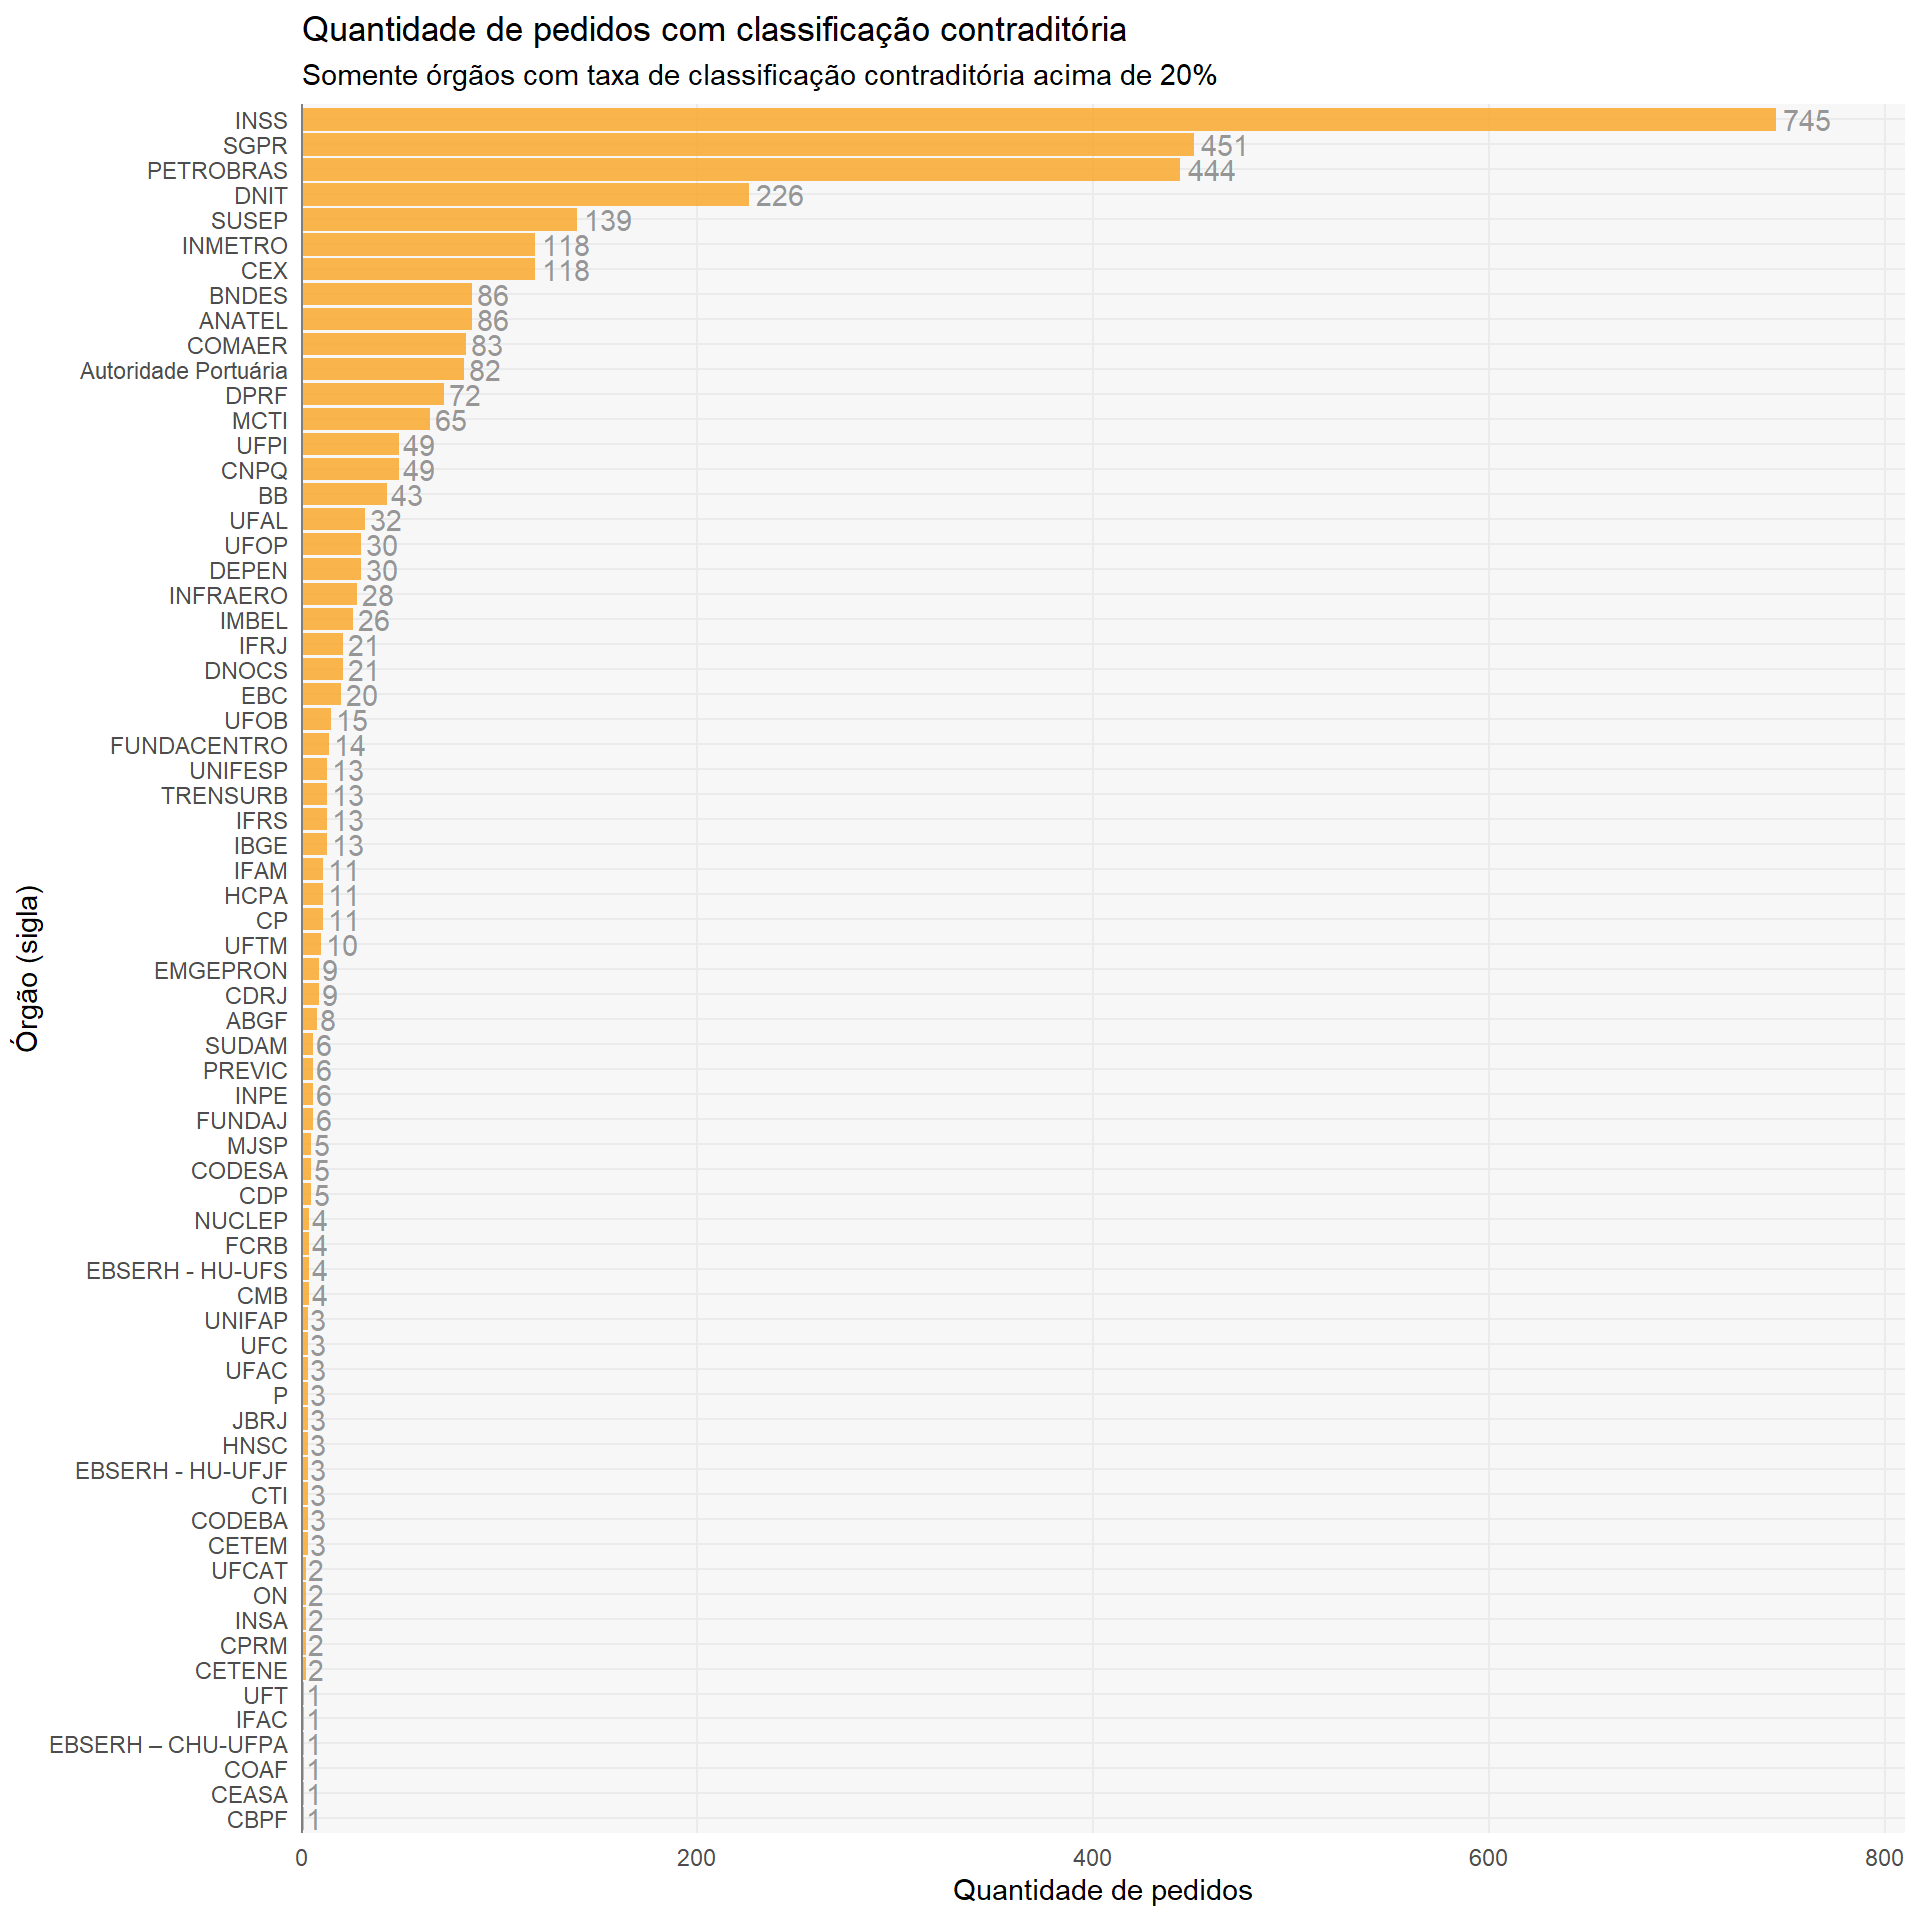 Quantidade de pedidos com classificação contraditória
Somente órgãos com taxa de classificação contraditória acima de 20%
INSS 745
SGPR 451
PETROBRAS 444
DNIT 226
SUSEP 139
INMETRO 118
CEX 118
BNDES 86
ANATEL 86
COMAER 83
Autoridade Portuária 82
DPRF 72
MCTI 65
UFPI 49
CNPQ 49
BB 43
UFAL 32
UFOP 30
DEPEN 30
INFRAERO 28
IMBEL 26
IFRJ 21
DNOCS 21
EBC 20
UFOB 15
FUNDACENTRO 14
UNIFESP 13
TRENSURB 13
IFRS 13
IBGE 13
IFAM 11
HCPA 11
CP 11
UFTM 10
EMGEPRON 9
CDRJ 9
ABGF 8
SUDAM 6
PREVIC 6
INPE 6
FUNDAJ 6
MJSP 5
CODESA 5
CDP 5
NUCLEP 4
FCRB 4
EBSERH - HU-UFS 4
CMB 4
UNIFAP 3
UFC 3
UFAC 3
P 3
JBRJ 3
HNSC 3
EBSERH - HU-UFJF 3
CTI 3
CODEBA 3
CETEM 3
UFCAT 2
ON 2
INSA 2
CPRM 2
CETENE 2
UFT 1
IFAC 1
EBSERH – CHU-UFPA 1
COAF 1
CEASA 1
CBPF 1
0 200 400 600 800
Quantidade de pedidos
Órgão (sigla)